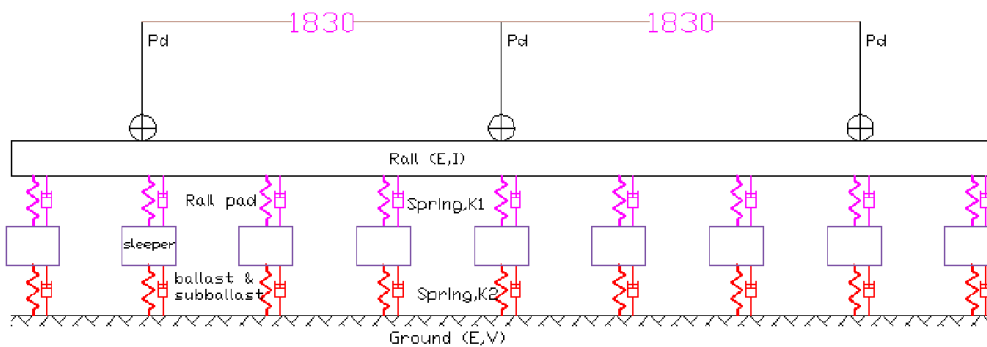 1830 1830
Pd Pd Pd
Rail (E,I)
Rail pad Spring,K1
sleeper
ballast &
subballast Spring,K2
Ground (E,V)